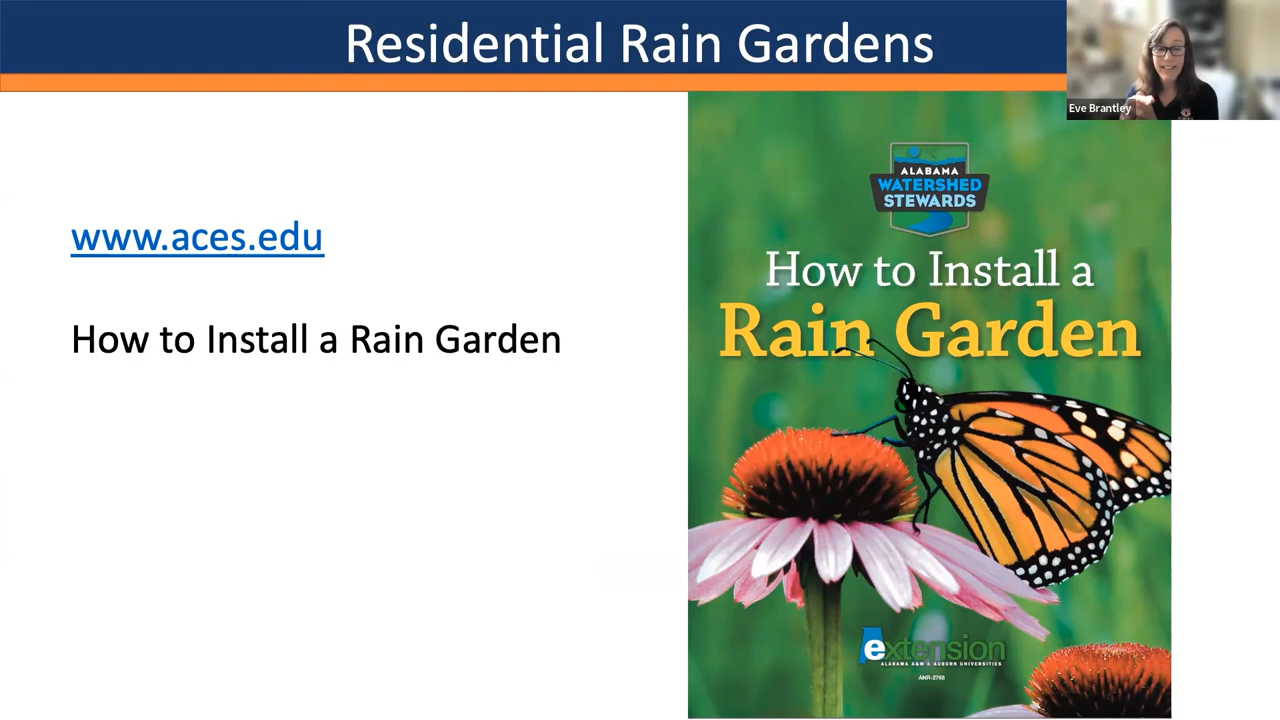 Residential Rain Gardens
Eve Brantley
www.aces.edu
How to Install a Rain Garden
ALABAMA
WATERSHED
STEWARDS
How to Install a
Rain Garden
extension
ALABAMA A&M & AUBURN UNIVERSITIES
ANR-2768